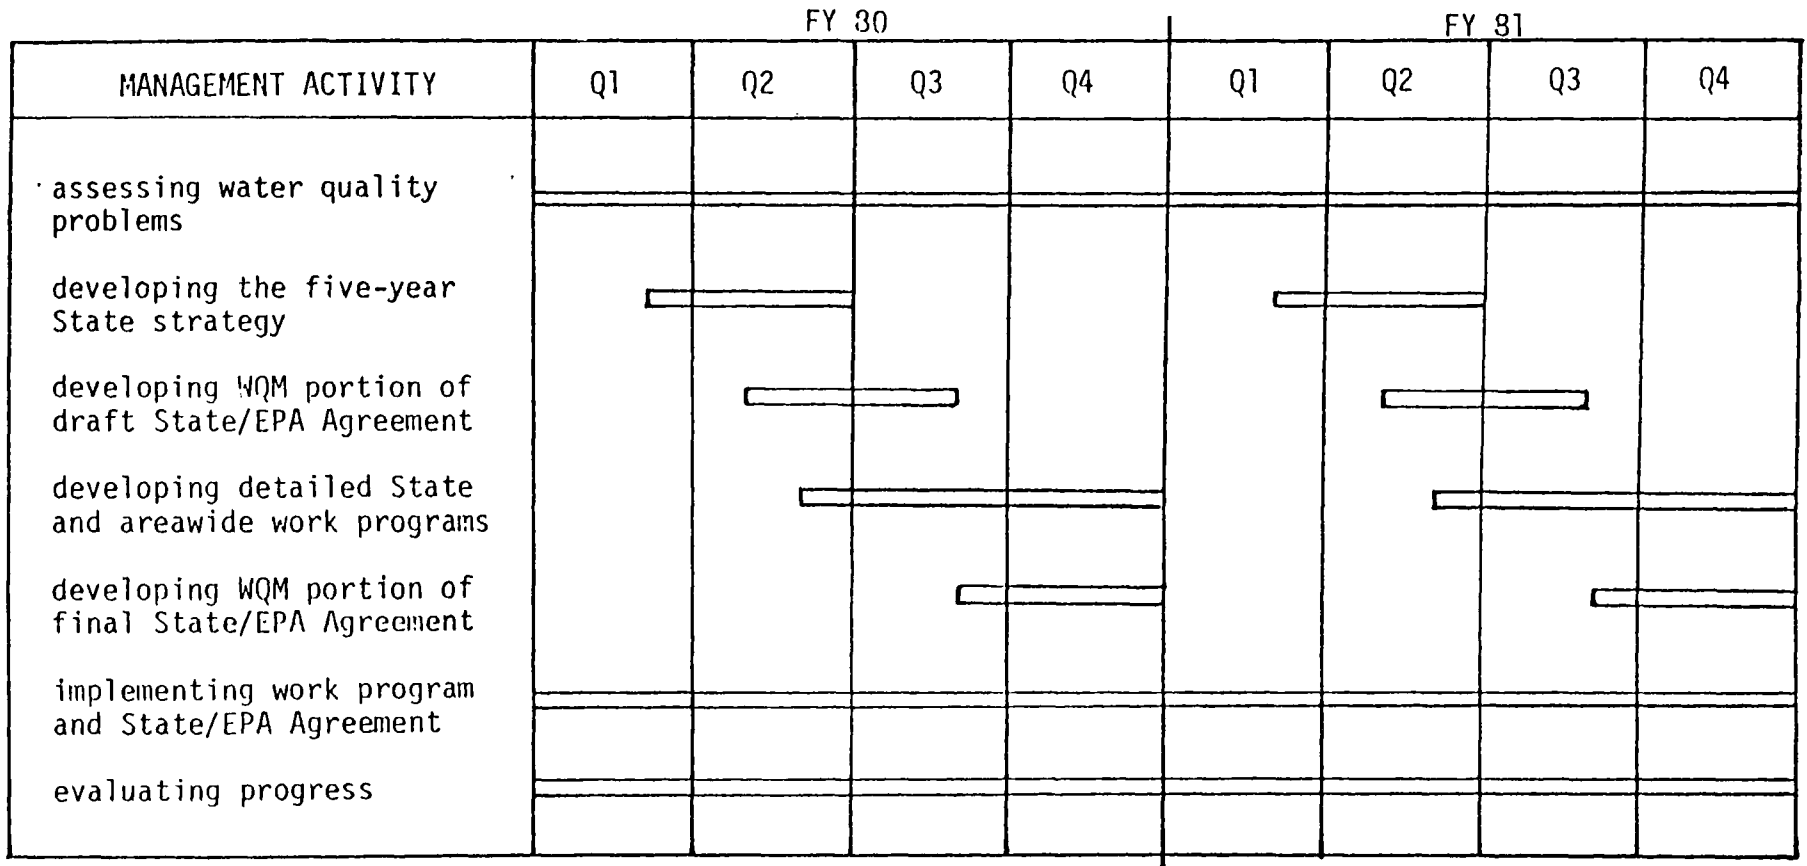 FY 80 FY 81
MANAGEMENT ACTIVITY Q1 Q2 Q3 Q4 Q1 Q2 Q3 Q4
assessing water quality
problems
developing the five-year
State strategy
developing WQM portion of
draft State/EPA Agreement
developing detailed State
and areawide work programs
developing WQM portion of
final State/EPA Agreement
implementing work program
and State/EPA Agreement
evaluating progress